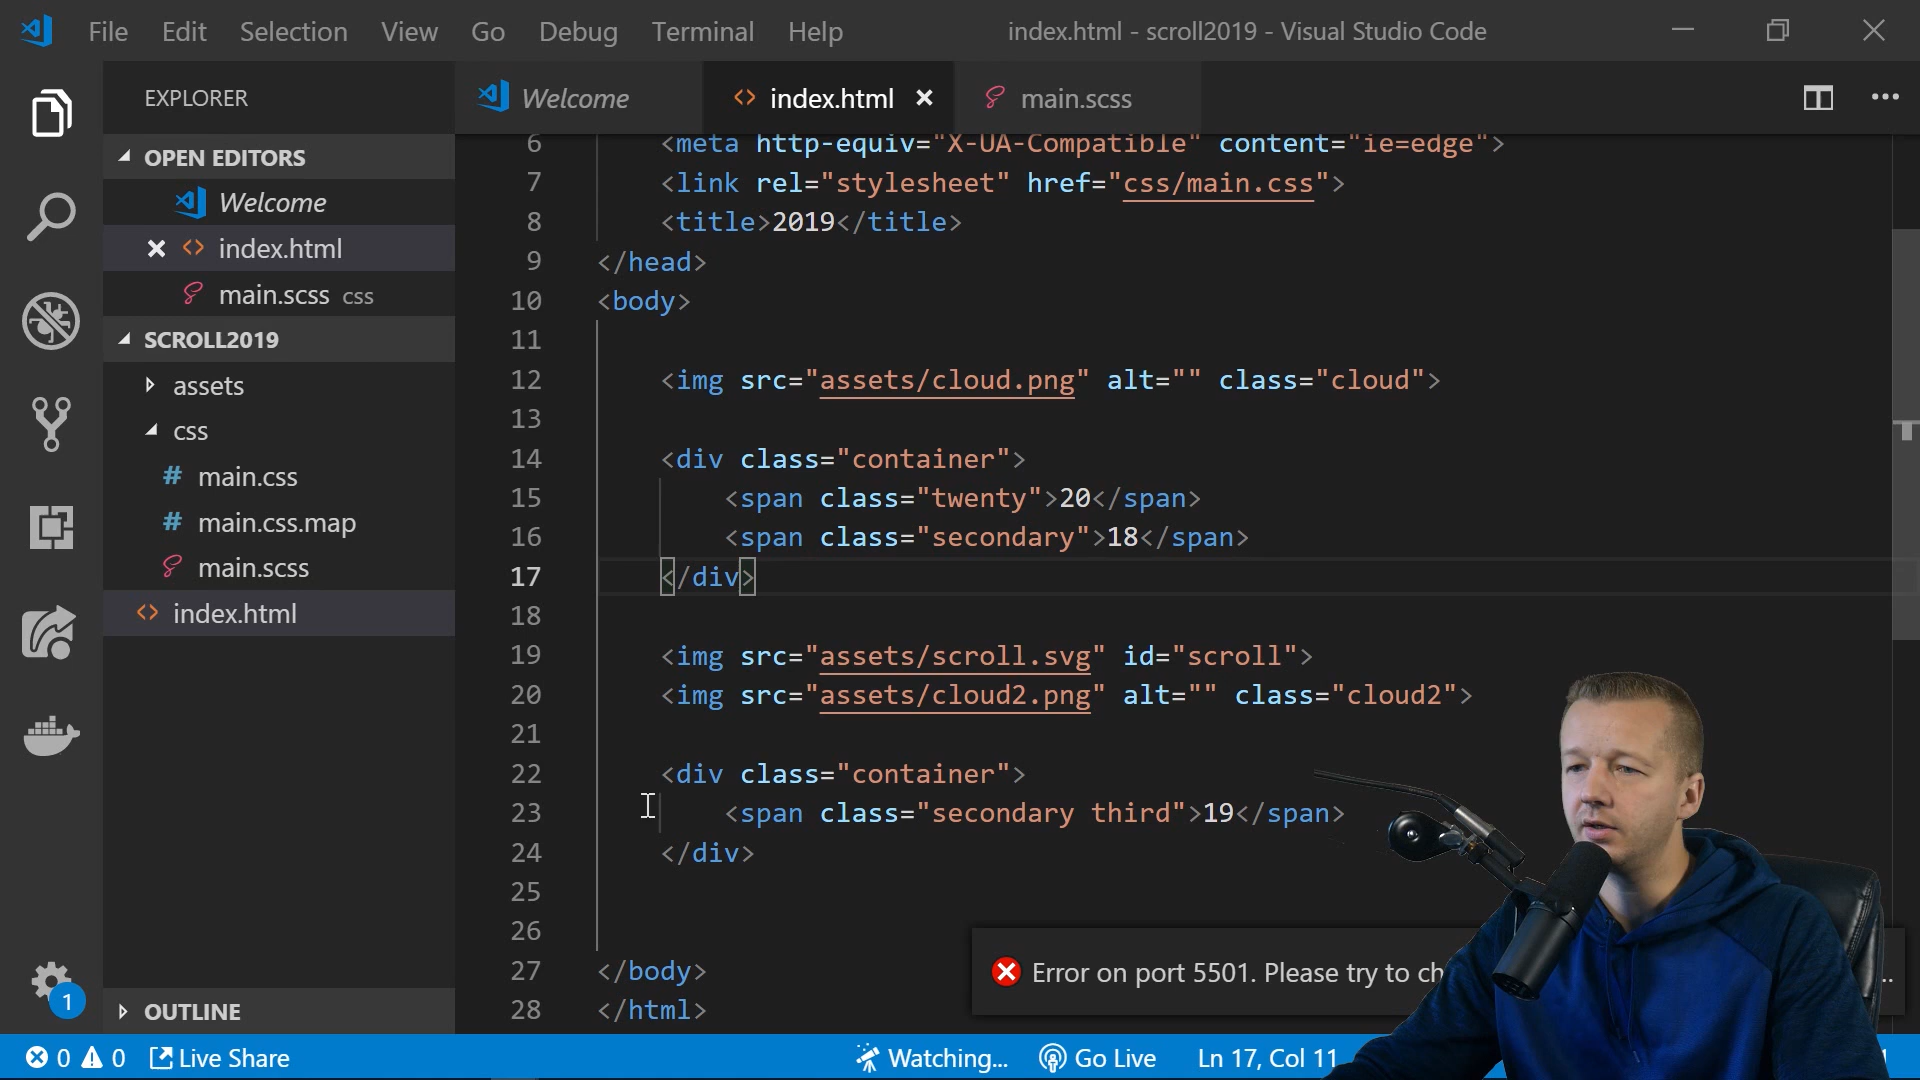 File Edit Selection View Go Debug Terminal Help index.html - scroll2019 - Visual Studio Code
EXPLORER
Welcome index.html main.scss
OPEN EDITORS
Welcome
index.html
main.scss css
SCROLL2019
assets
css
main.css
main.css.map
main.scss
index.html
OUTLINE
6 <meta http-equiv="X-UA-Compatible" content="ie=edge">
7 <link rel="stylesheet" href="css/main.css">
8 <title>2019</title>
9 </head>
10 <body>
11
12 <img src="assets/cloud.png" alt="" class="cloud">
13
14 <div class="container">
15 <span class="twenty">20</span>
16 <span class="secondary">18</span>
17 </div>
18
19 <img src="assets/scroll.svg" id="scroll">
20 <img src="assets/cloud2.png" alt="" class="cloud2">
21
22 <div class="container">
23 <span class="secondary third">19</span>
24 </div>
25
26
27 </body>
28 </html>
Error on port 5501. Please try to ch
1
0 0 Live Share Watching... Go Live Ln 17, Col 11